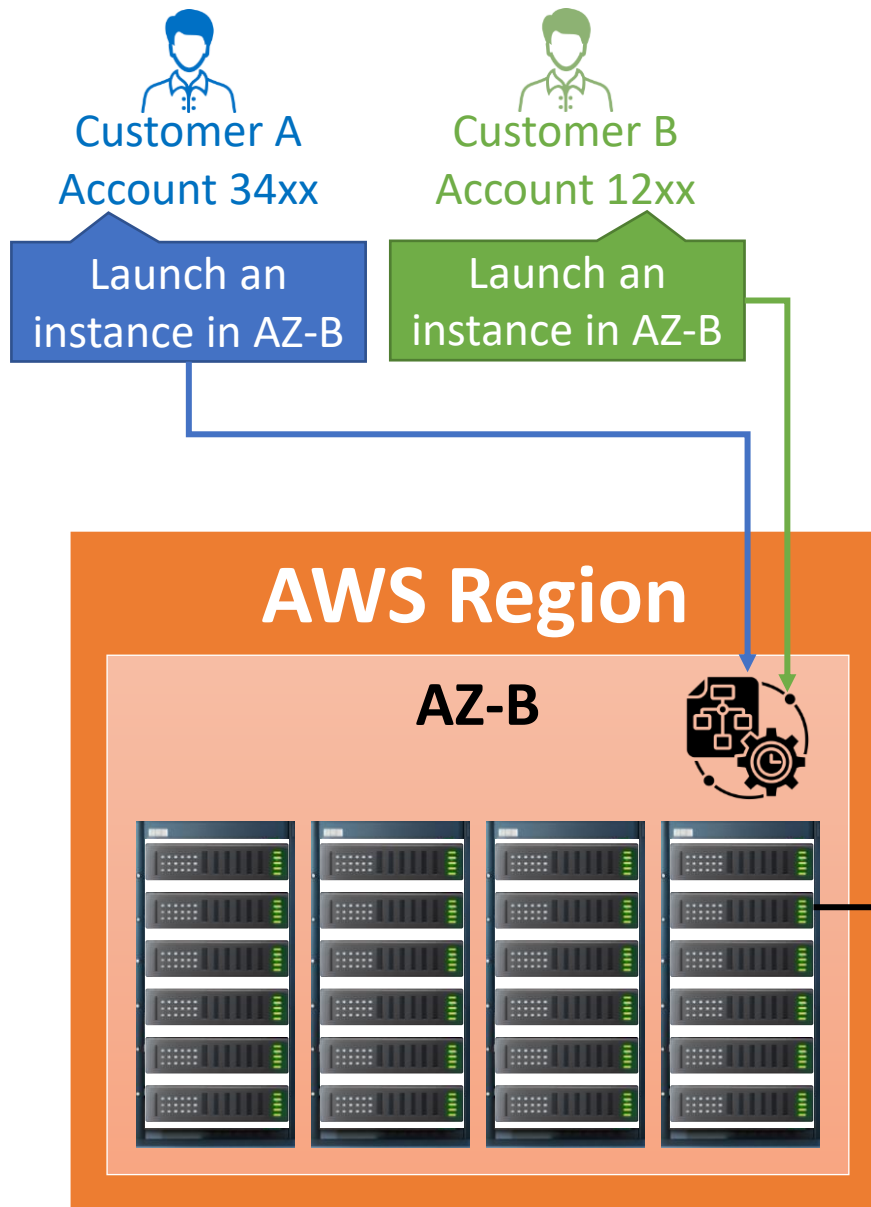 Customer A
Account 34xx
Launch an
instance in AZ-B
Customer B
Account 12xx
Launch an
instance in AZ-B
AWS Region
AZ-B